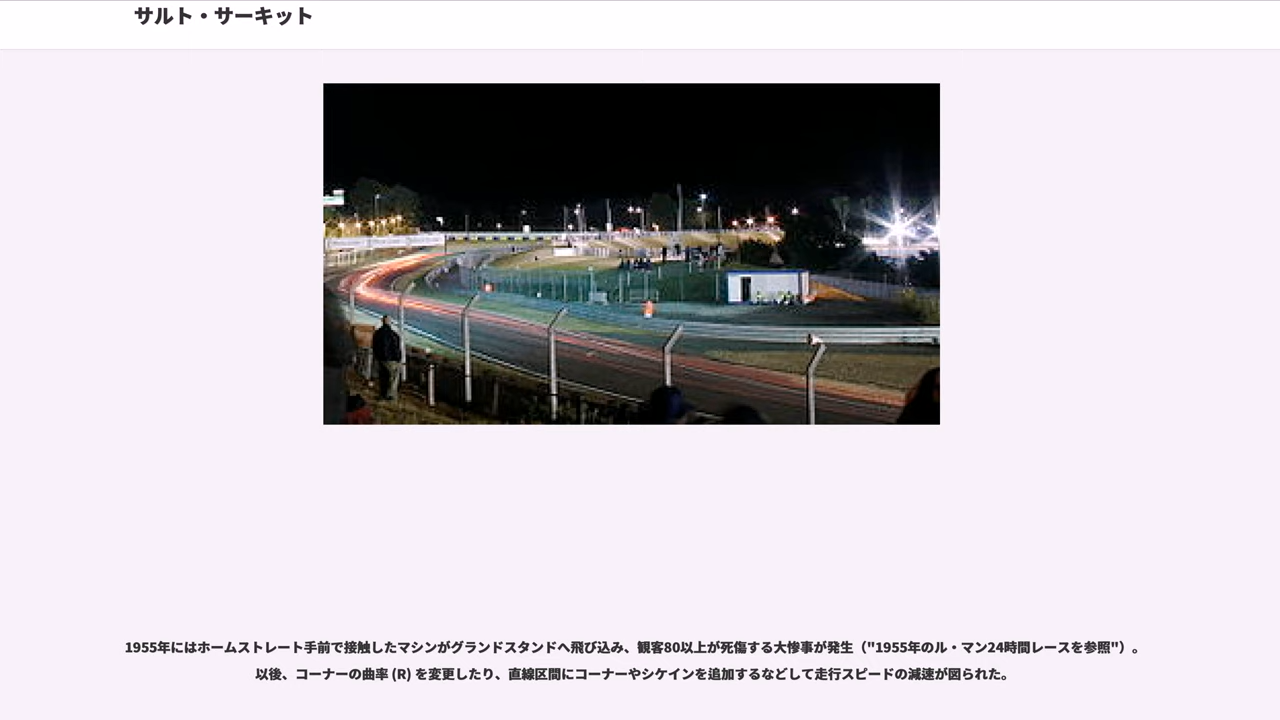 サルト・サーキット
1955年にはホームストレート手前で接触したマシンがグランドスタンドへ飛び込み、観客80以上が死傷する大惨事が発生（"1955年のル・マン24時間レースを参照"）。
以後、コーナーの曲率 (R) を変更したり、直線区間にコーナーやシケインを追加するなどして走行スピードの減速が図られた。